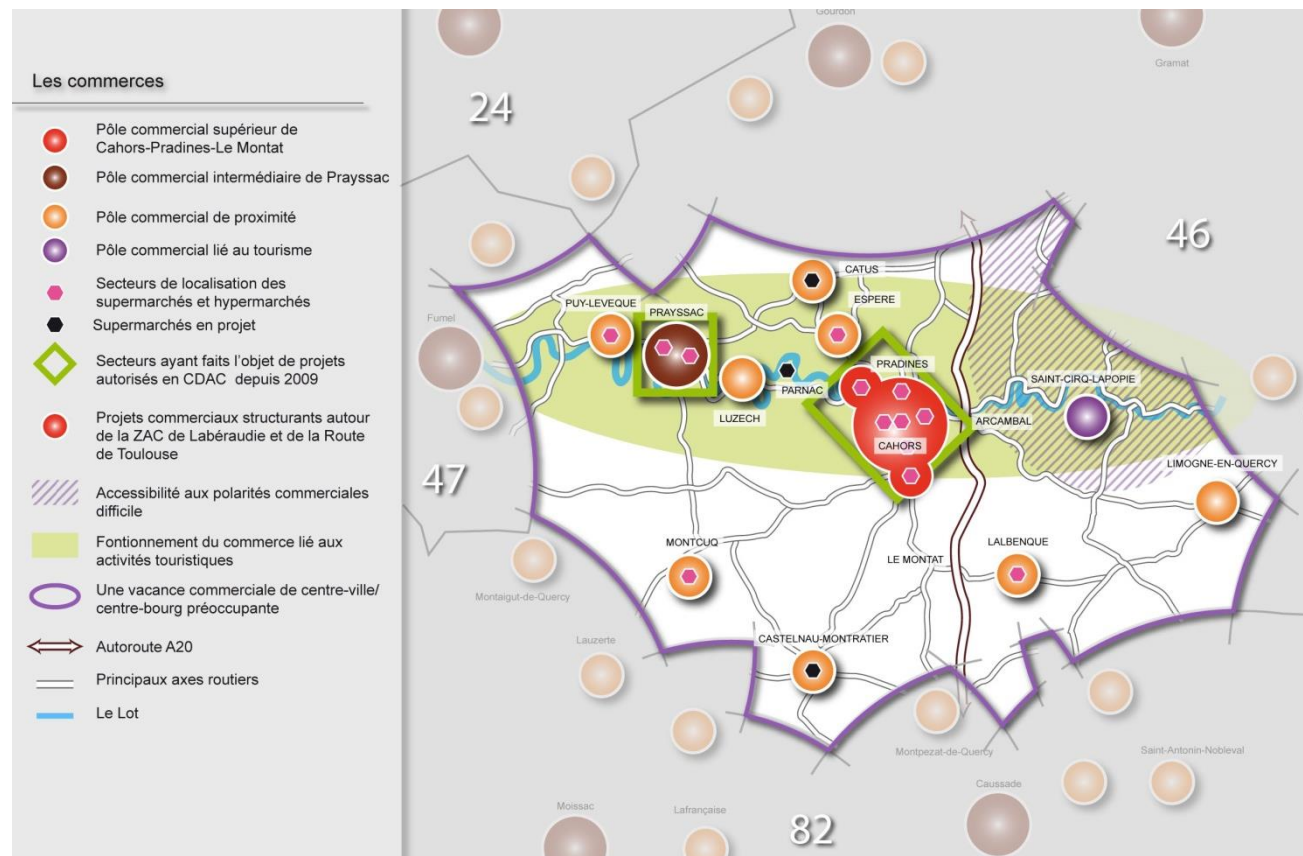 Les commerces
Pôle commercial supérieur de
Cahors-Pradines-Le Montat
Pôle commercial intermédiaire de Prayssac
Pôle commercial de proximité
Pôle commercial lié au tourisme
Secteurs de localisation des
supermarchés et hypermarchés
Supermarchés en projet
Secteurs ayant faits l'objet de projets
autorisés en CDAC depuis 2009
Projets commerciaux structurants autour
de la ZAC de Labéraudie et de la Route
de Toulouse
Accessibilité aux polarités commerciales
difficile
Fontionnement du commerce lié aux
activités touristiques
Une vacance commerciale de centre-ville/
centre-bourg préoccupante
Autoroute A20
Principaux axes routiers
Le Lot
Gourdon
Gramat
24
46
CATUS
ESPERE
PUY-LEVEQUE
PRAYSSAC
Fumel
PRADINES
SAINT-CIRQ-LAPOPIE
PARNAC
LUZECH
ARCAMBAL
CAHORS
LIMOGNE-EN-QUERCY
47
MONTCUQ
LALBENQUE
LE MONTAT
Montaigut-de-Quercy
Lauzerte
CASTELNAU-MONTRATIER
Montpezat-de-Quercy
Saint-Antonin-Nobleval
Caussade
Moissac
Lafrançaise
82